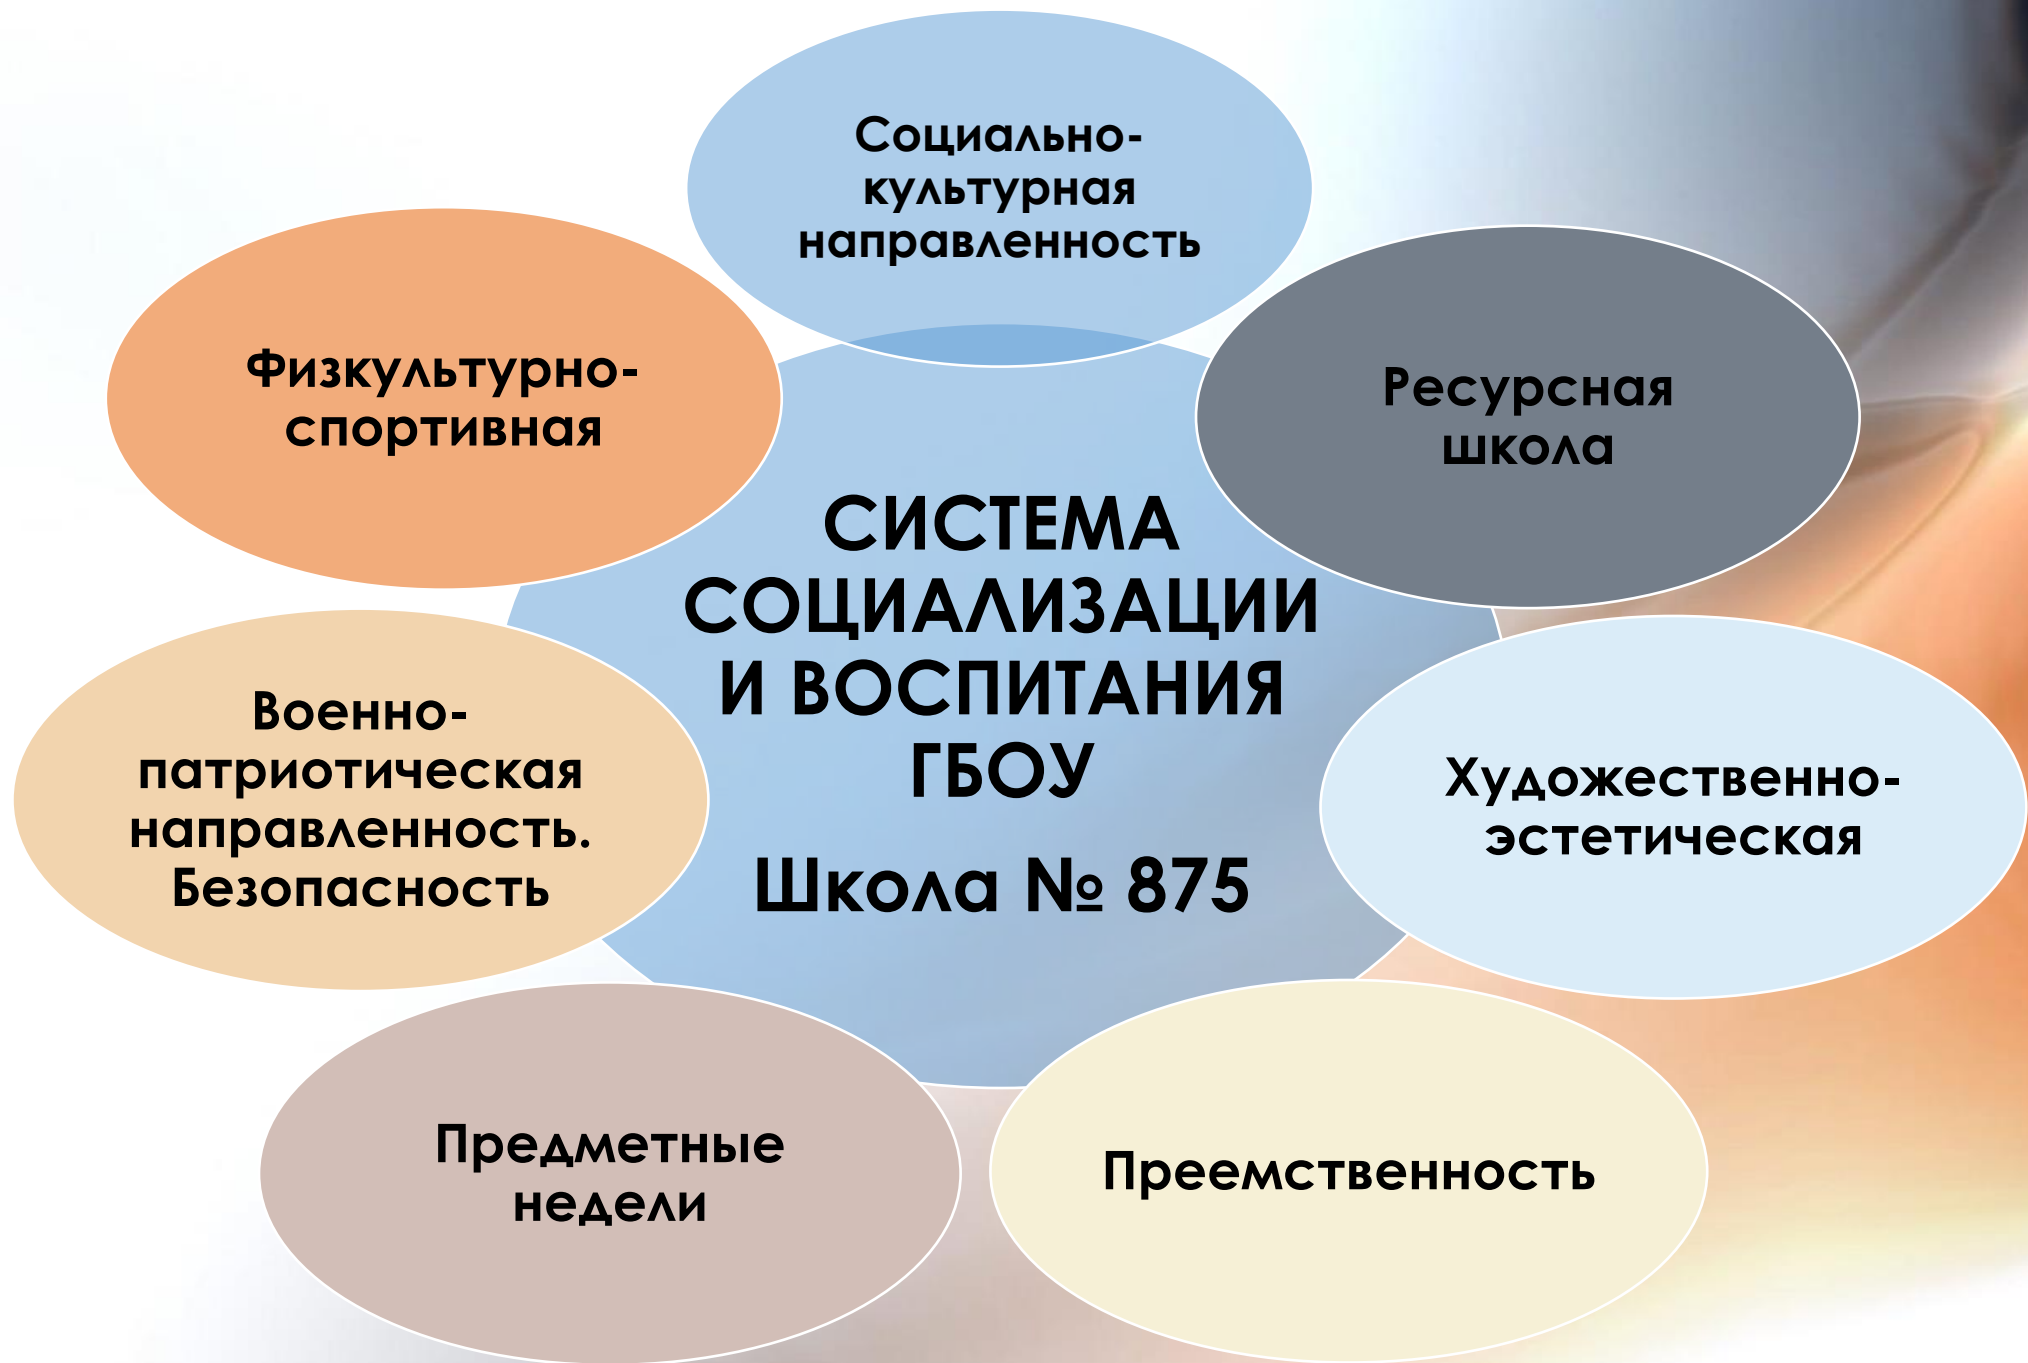 Социально-
культурная
направленность
Физкультурно-
спортивная
Ресурсная
школа
СИСТЕМА
СОЦИАЛИЗАЦИИ
И ВОСПИТАНИЯ
ГБОУ
Школа № 875
Военно-
патриотическая
направленность.
Безопасность
Художественно-
эстетическая
Предметные
недели
Преемственность